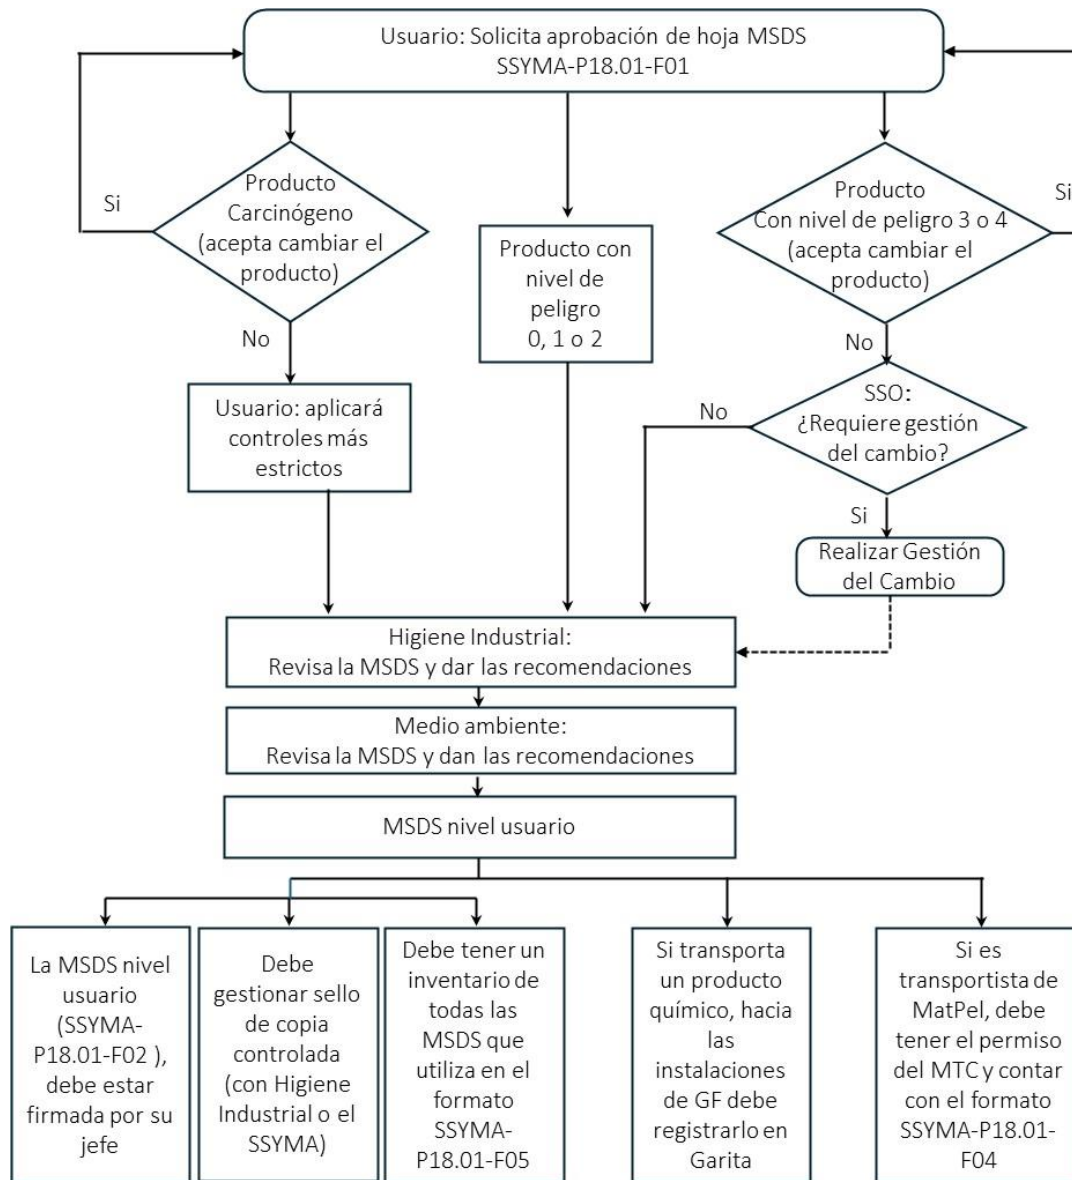 Usuario: Solicita aprobación de hoja MSDS
SSYMA-P18.01-F01
Si
Producto
Carcinógeno
(acepta cambiar el
producto)
No
Usuario: aplicará
controles más
estrictos
Producto con
nivel de
peligro
0, 1 o 2
Producto
Con nivel de peligro 3 o 4
(acepta cambiar el
producto)
Si
No
SSO:
¿Requiere gestión
del cambio?
No
Si
Realizar Gestión
del Cambio
Higiene Industrial:
Revisa la MSDS y dar las recomendaciones
Medio ambiente:
Revisa la MSDS y dan las recomendaciones
MSDS nivel usuario
La MSDS nivel
usuario
(SSYMA-
P18.01-F02 ),
debe estar
firmada por su
jefe
Debe
gestionar sello
de copia
controlada
(con Higiene
Industrial o el
SSYMA)
Debe tener un
inventario de
todas las
MSDS que
utiliza en el
formato
SSYMA-
P18.01-F05
Si transporta
un producto
químico, hacia
las
instalaciones
de GF debe
registrarlo en
Garita
Si es
transportista de
MatPel, debe
tener el permiso
del MTC y contar
con el formato
SSYMA-P18.01-
F04